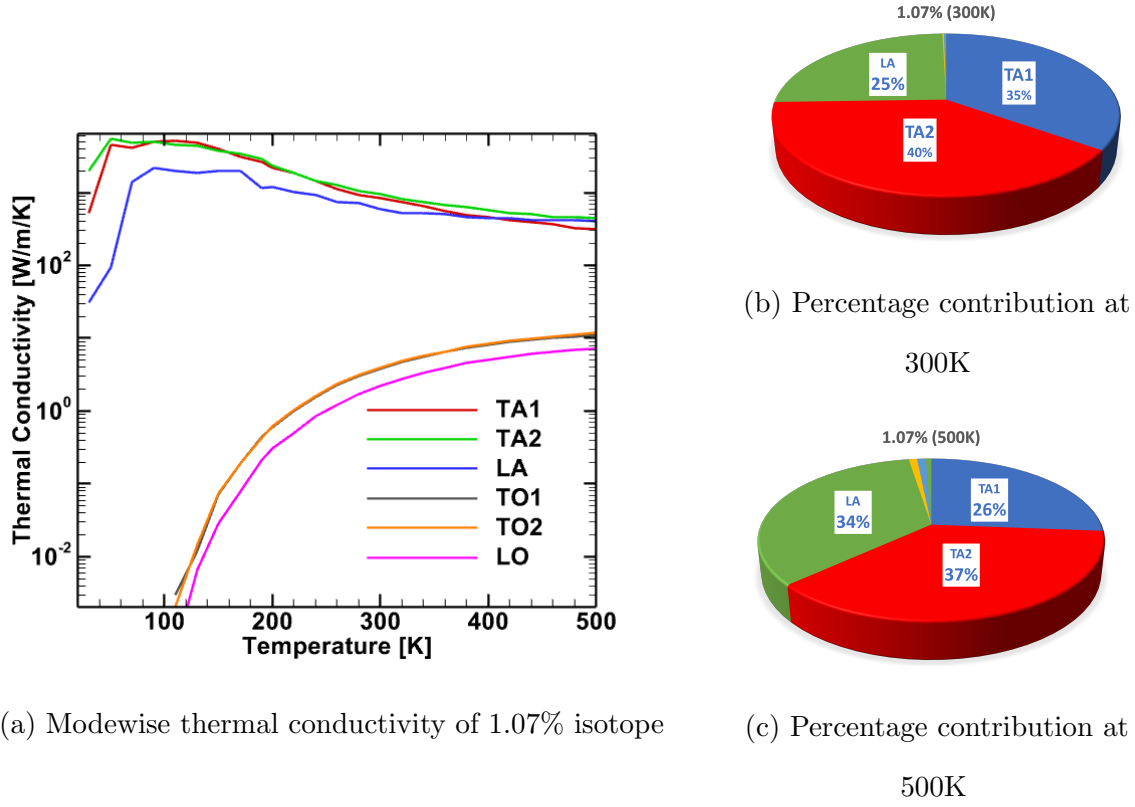 Thermal Conductivity [W/m/K]
10²
10⁰
10⁻²
100 200 300 400 500
Temperature [K]
TA1
TA2
LA
TO1
TO2
LO
(a) Modewise thermal conductivity of 1.07% isotope
1.07% (300K)
LA
25%
TA1
35%
TA2
40%
(b) Percentage contribution at
300K
1.07% (500K)
LA
34%
TA1
26%
TA2
37%
(c) Percentage contribution at
500K